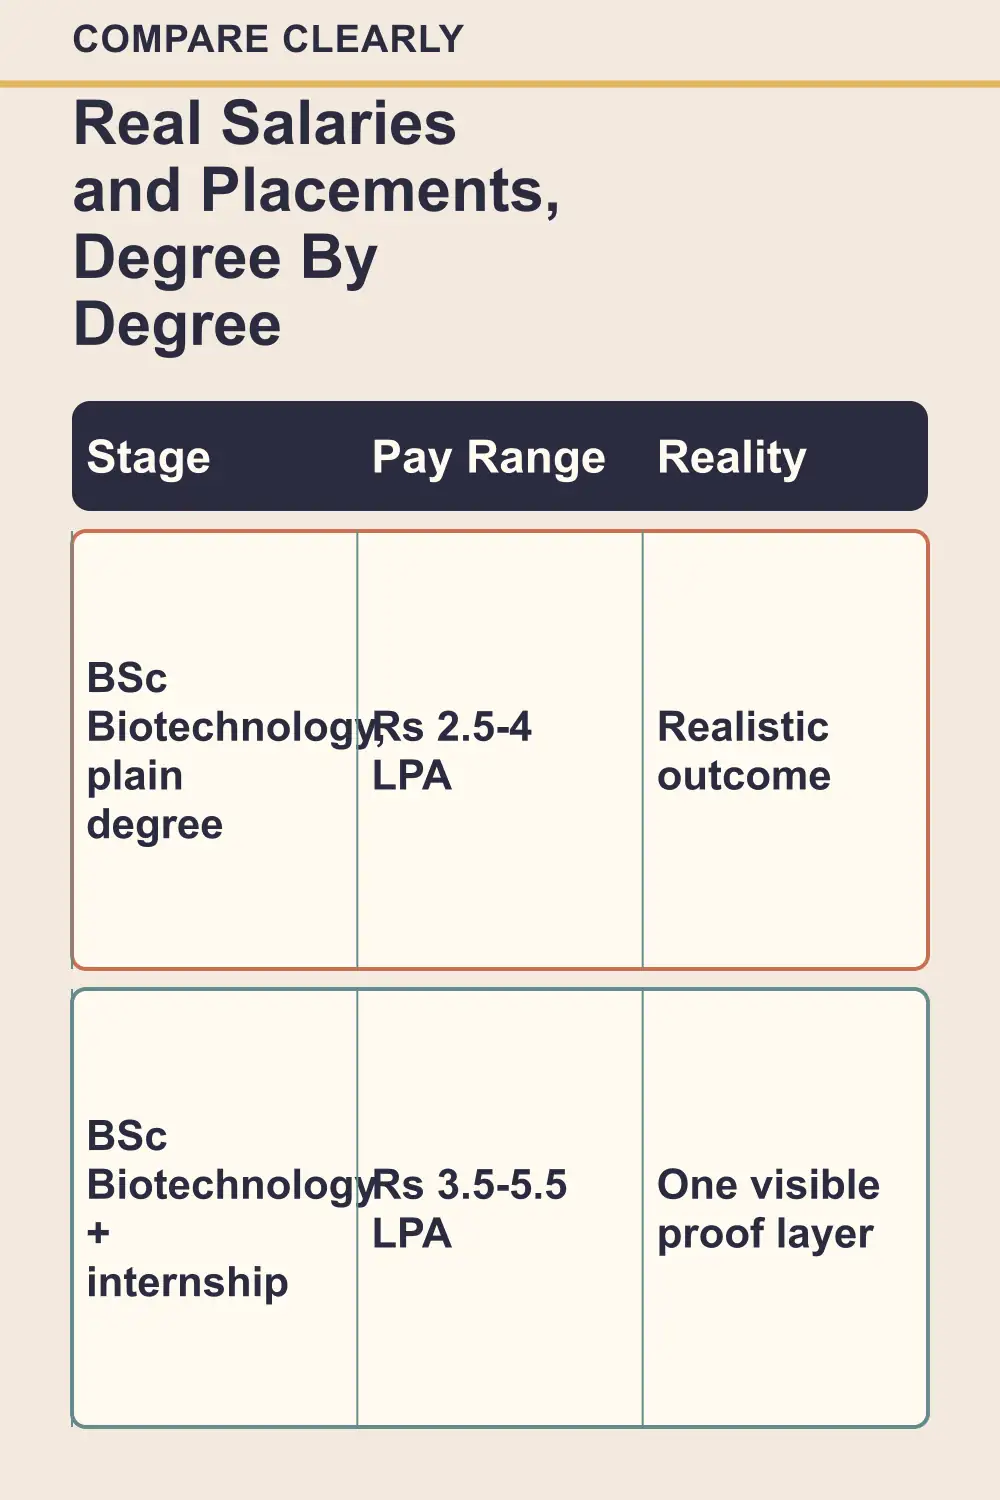 COMPARE CLEARLY
Real Salaries
and Placements,
Degree By
Degree
Stage Pay Range Reality
BSc
Biotechnology,
plain
degree
Rs 2.5-4
LPA
Realistic
outcome
BSc
Biotechnology
+
internship
Rs 3.5-5.5
LPA
One visible
proof layer